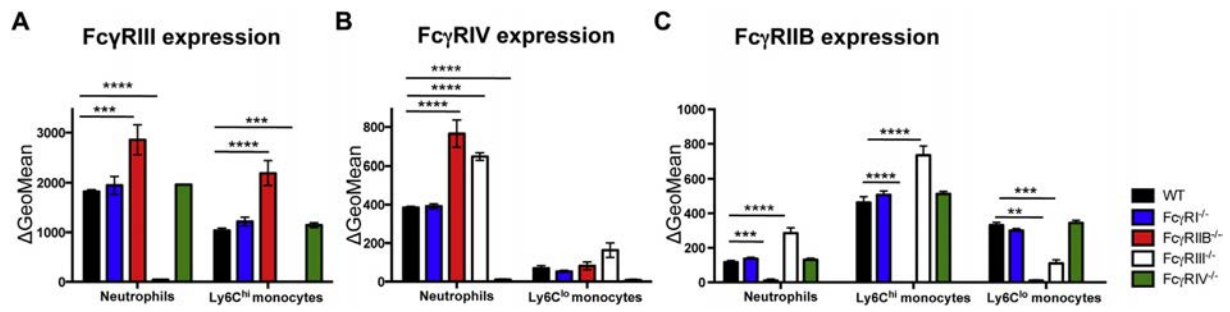 A
FcγRIII expression
ΔGeoMean
3000
2000
1000
0
****
***
***
****
Neutrophils
Ly6Chi monocytes
B
FcγRIV expression
ΔGeoMean
800
600
400
200
0
****
****
****
Neutrophils
Ly6Clo monocytes
C
FcγRIIB expression
ΔGeoMean
1000
800
600
400
200
0
****
***
****
****
***
**
Neutrophils
Ly6Chi monocytes
Ly6Clo monocytes
WT
FcγRI-/-
FcγRIIB-/-
FcγRIII-/-
FcγRIV-/-